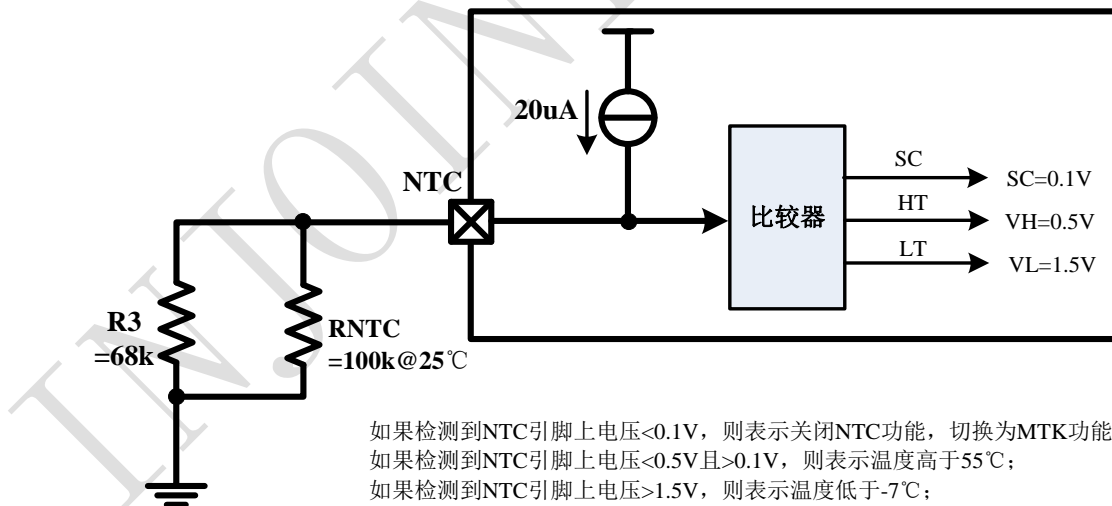 20uA
NTC
SC
SC=0.1V
比较器
HT
VH=0.5V
LT
VL=1.5V
R3
=68k
RNTC
=100k@25℃
如果检测到NTC引脚上电压<0.1V，则表示关闭NTC功能，切换为MTK功能
如果检测到NTC引脚上电压<0.5V且>0.1V，则表示温度高于55℃；
如果检测到NTC引脚上电压>1.5V，则表示温度低于-7℃；
INJOIN